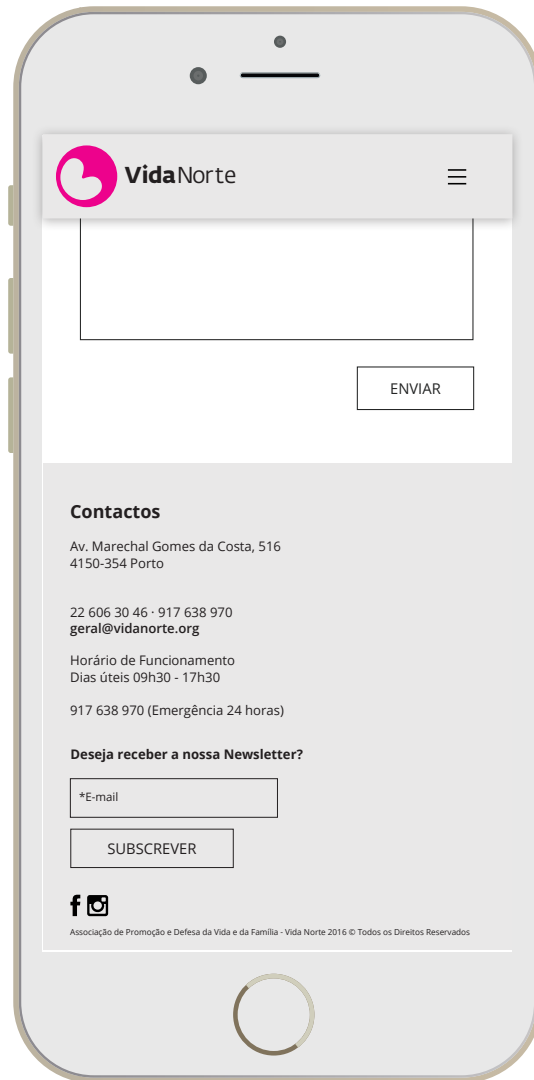 VidaNorte
ENVIAR
Contactos
Av. Marechal Gomes da Costa, 516
4150-354 Porto
22 606 30 46 · 917 638 970
geral@vidanorte.org
Horário de Funcionamento
Dias úteis 09h30 - 17h30
917 638 970 (Emergência 24 horas)
Deseja receber a nossa Newsletter?
*E-mail
SUBSCREVER
Associação de Promoção e Defesa da Vida e da Família - Vida Norte 2016 © Todos os Direitos Reservados